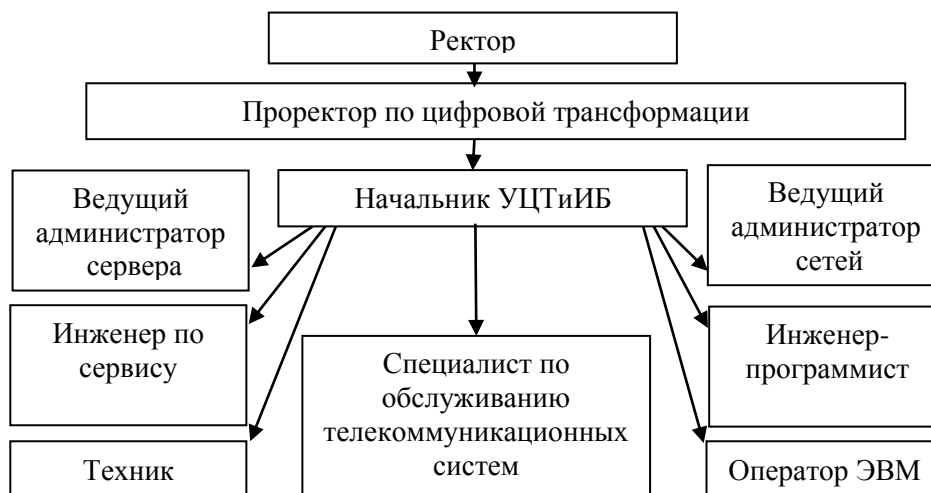 Ректор
Проректор по цифровой трансформации
Начальник УЦТиИБ
Ведущий
администратор
сервера
Ведущий
администратор
сетей
Инженер по
сервису
Специалист по
обслуживанию
телекоммуникационных
систем
Инженер-
программист
Техник
Оператор ЭВМ